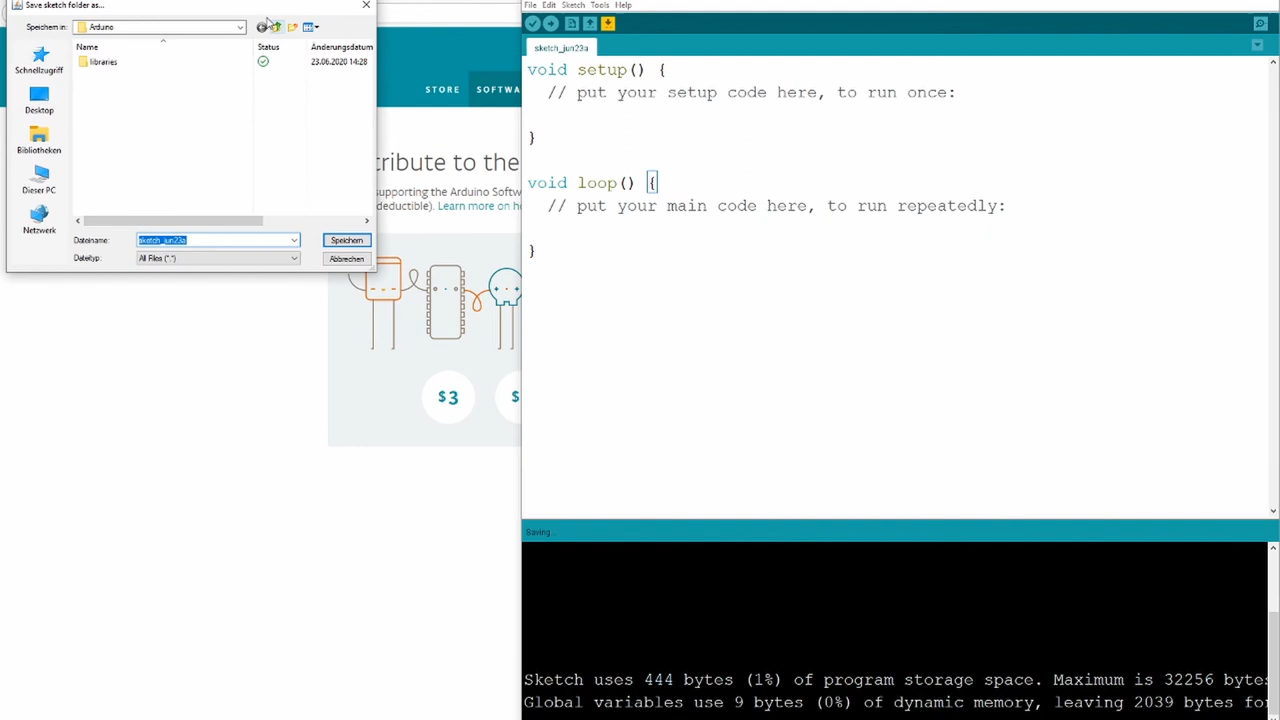 Save sketch folder as...
Speichern in:
Arduino
Name
Status
Änderungsdatum
libraries
23.06.2020 14:28
Schnellzugriff
Desktop
Bibliotheken
Dieser PC
Netzwerk
Dateiname:
sketch_jun23a
Speichern
Dateityp:
All Files (*.*)
Abbrechen
STORE
SOFTWA
tribute to the
supporting the Arduino Softw
deductible). Learn more on h
$3
$
File Edit Sketch Tools Help
sketch_jun23a
void setup() {
// put your setup code here, to run once:
}
void loop() {
// put your main code here, to run repeatedly:
}
Saving...
Sketch uses 444 bytes (1%) of program storage space. Maximum is 32256 bytes
Global variables use 9 bytes (0%) of dynamic memory, leaving 2039 bytes for